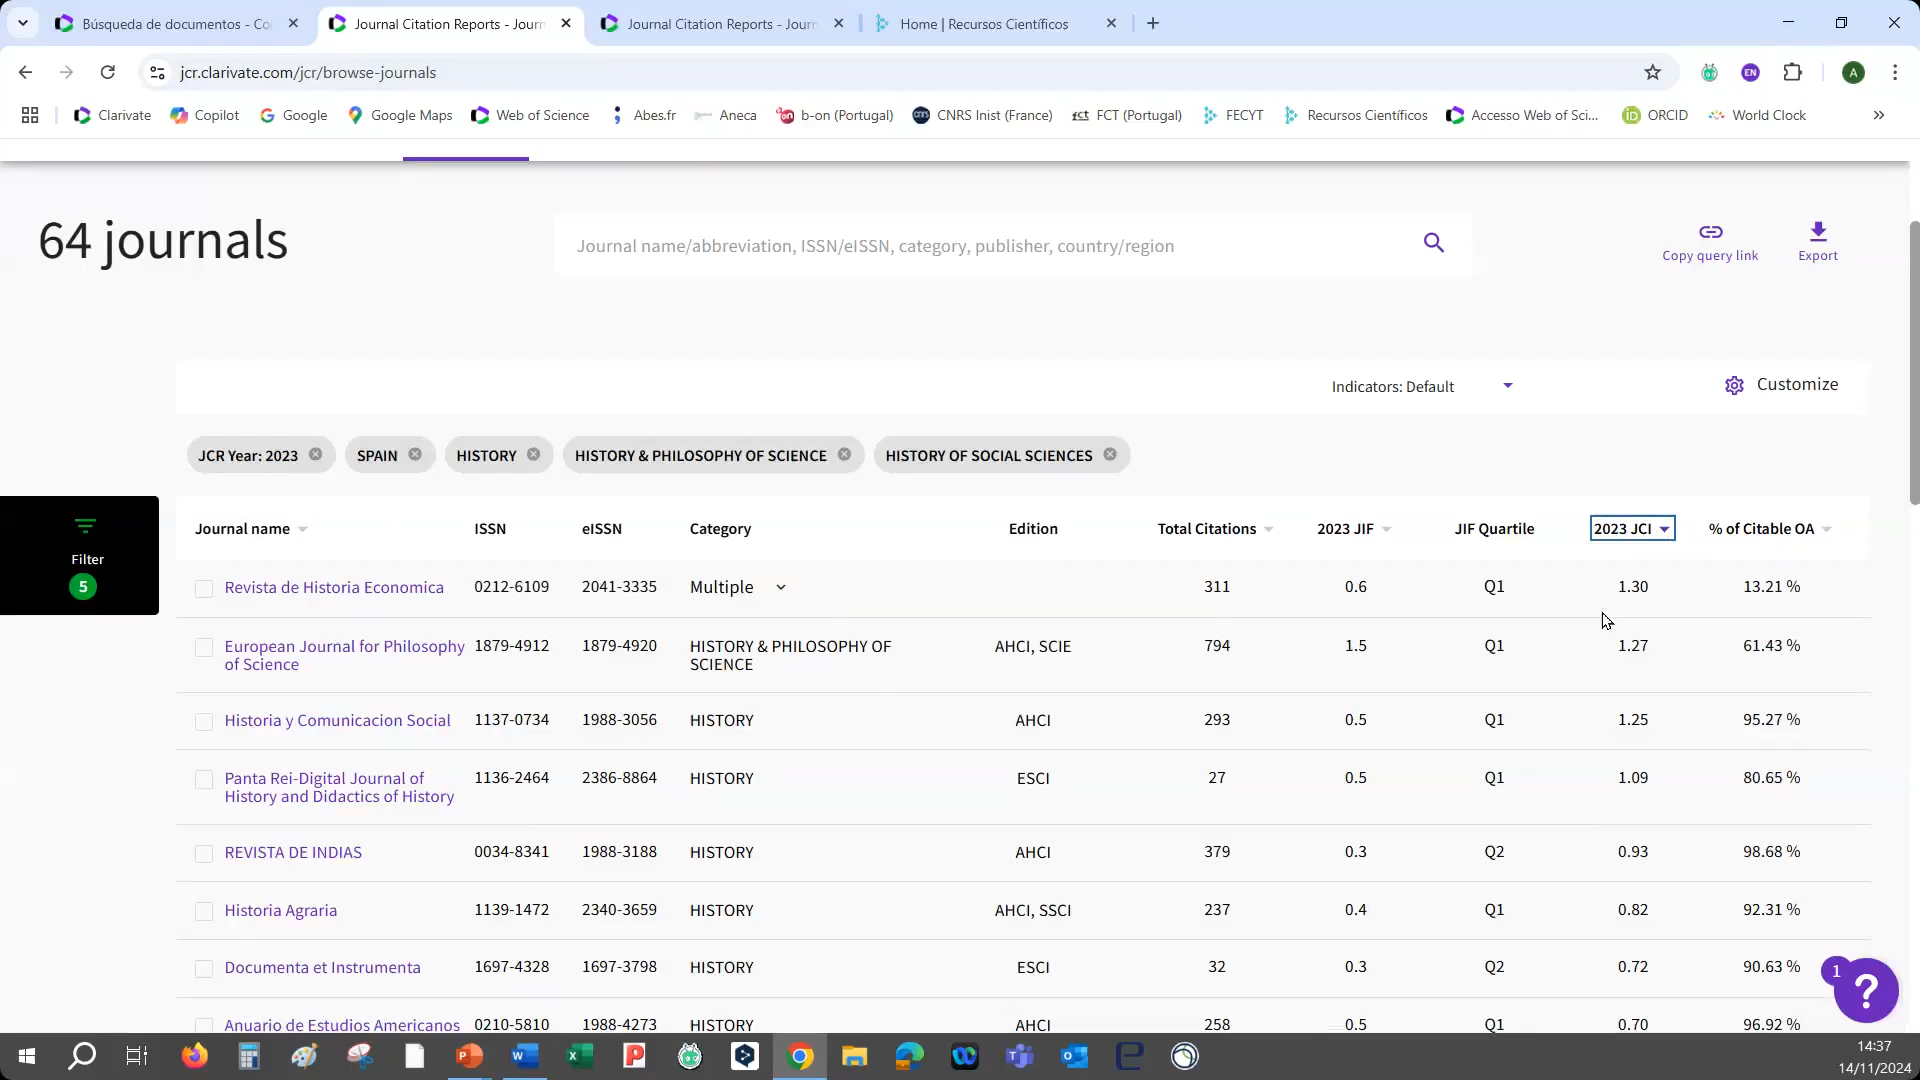 Búsqueda de documentos - Co
Journal Citation Reports - Journ
Journal Citation Reports - Journ
Home | Recursos Científicos
jcr.clarivate.com/jcr/browse-journals
EN
A
Clarivate
Copilot
Google
Google Maps
Web of Science
Abes.fr
Aneca
b-on (Portugal)
CNRS Inist (France)
fct FCT (Portugal)
FECYT
Recursos Científicos
Accesso Web of Sci...
ORCID
World Clock
64 journals
Journal name/abbreviation, ISSN/eISSN, category, publisher, country/region
Copy query link
Export
Indicators: Default
Customize
JCR Year: 2023 SPAIN HISTORY HISTORY & PHILOSOPHY OF SCIENCE HISTORY OF SOCIAL SCIENCES
Filter
5
Journal name ISSN eISSN Category Edition Total Citations 2023 JIF JIF Quartile 2023 JCI % of Citable OA
Revista de Historia Economica 0212-6109 2041-3335 Multiple 311 0.6 Q1 1.30 13.21 %
European Journal for Philosophy 1879-4912 1879-4920 HISTORY & PHILOSOPHY OF AHCI, SCIE 794 1.5 Q1 1.27 61.43 %
of Science SCIENCE
Historia y Comunicacion Social 1137-0734 1988-3056 HISTORY AHCI 293 0.5 Q1 1.25 95.27 %
Panta Rei-Digital Journal of 1136-2464 2386-8864 HISTORY ESCI 27 0.5 Q1 1.09 80.65 %
History and Didactics of History
REVISTA DE INDIAS 0034-8341 1988-3188 HISTORY AHCI 379 0.3 Q2 0.93 98.68 %
Historia Agraria 1139-1472 2340-3659 HISTORY AHCI, SSCI 237 0.4 Q1 0.82 92.31 %
Documenta et Instrumenta 1697-4328 1697-3798 HISTORY ESCI 32 0.3 Q2 0.72 90.63 %
Anuario de Estudios Americanos 0210-5810 1988-4273 HISTORY AHCI 258 0.5 Q1 0.70 96.92 %
1
?
14:37
14/11/2024